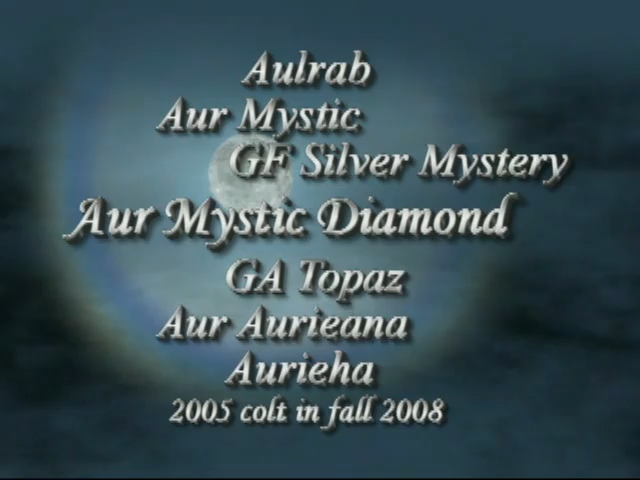 Aulrab
Aur Mystic
GF Silver Mystery
Aur Mystic Diamond
GA Topaz
Aur Aurieana
Aurieha
2005 colt in fall 2008